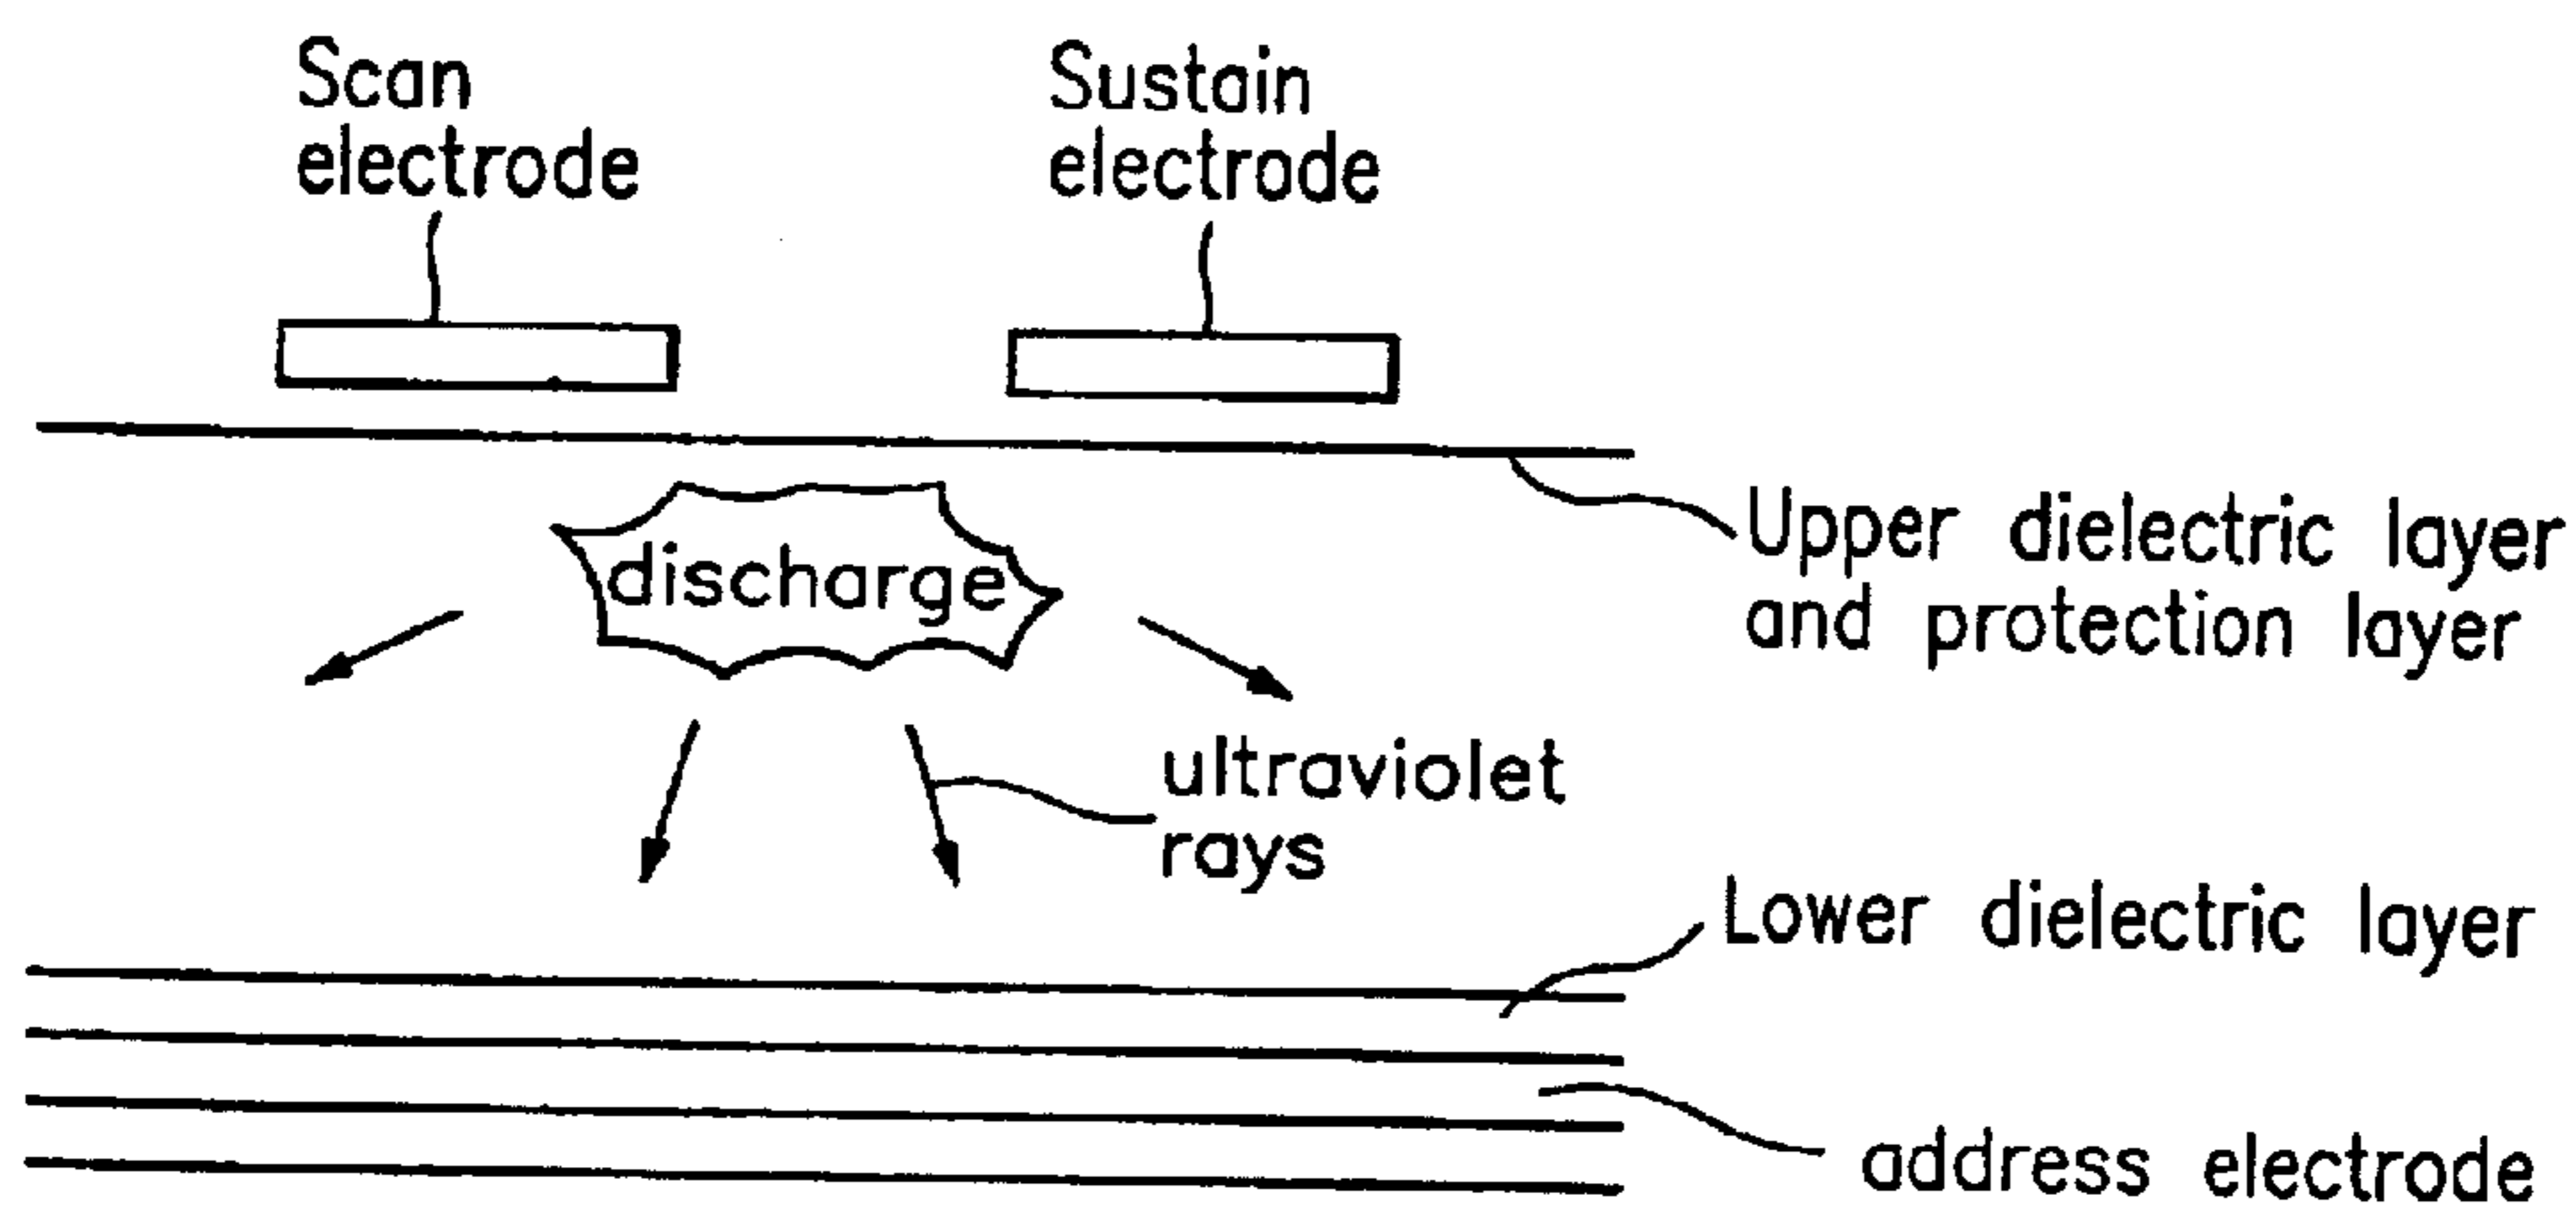 Scan
electrode
Sustain
electrode
discharge
Upper dielectric layer
and protection layer
ultraviolet
rays
Lower dielectric layer
address electrode